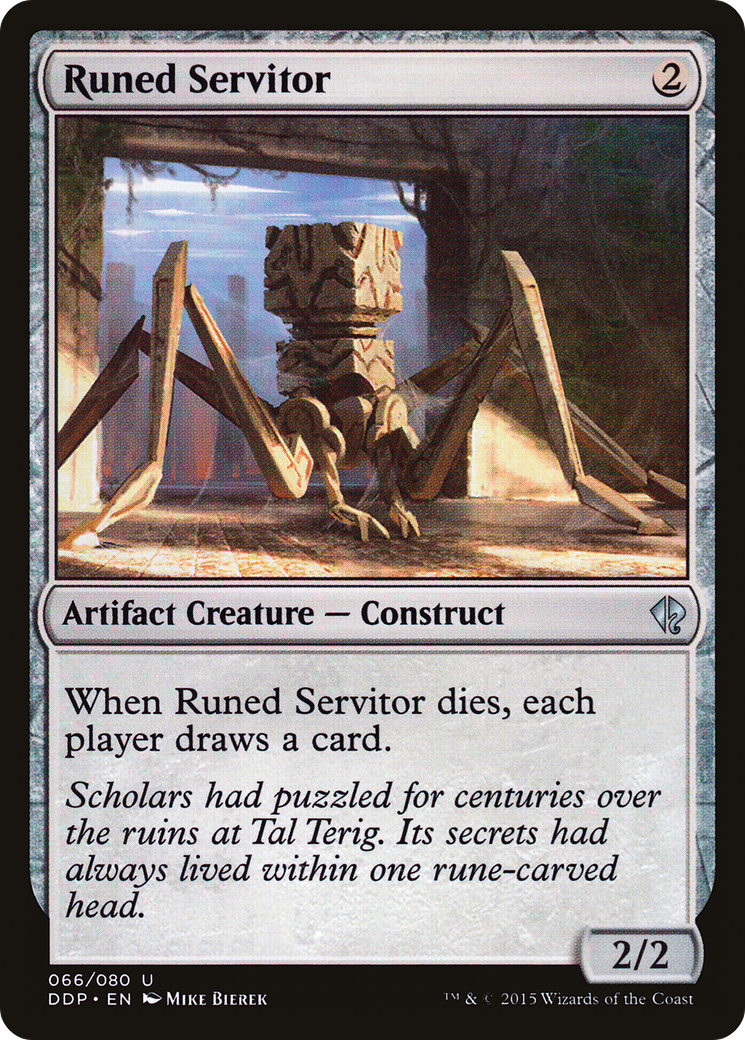 Runed Servitor
2
Artifact Creature — Construct
When Runed Servitor dies, each
player draws a card.
Scholars had puzzled for centuries over
the ruins at Tal Terig. Its secrets had
always lived within one rune-carved
head.
2/2
066/080 U
DDP • EN Mike Bierek
™ & © 2015 Wizards of the Coast